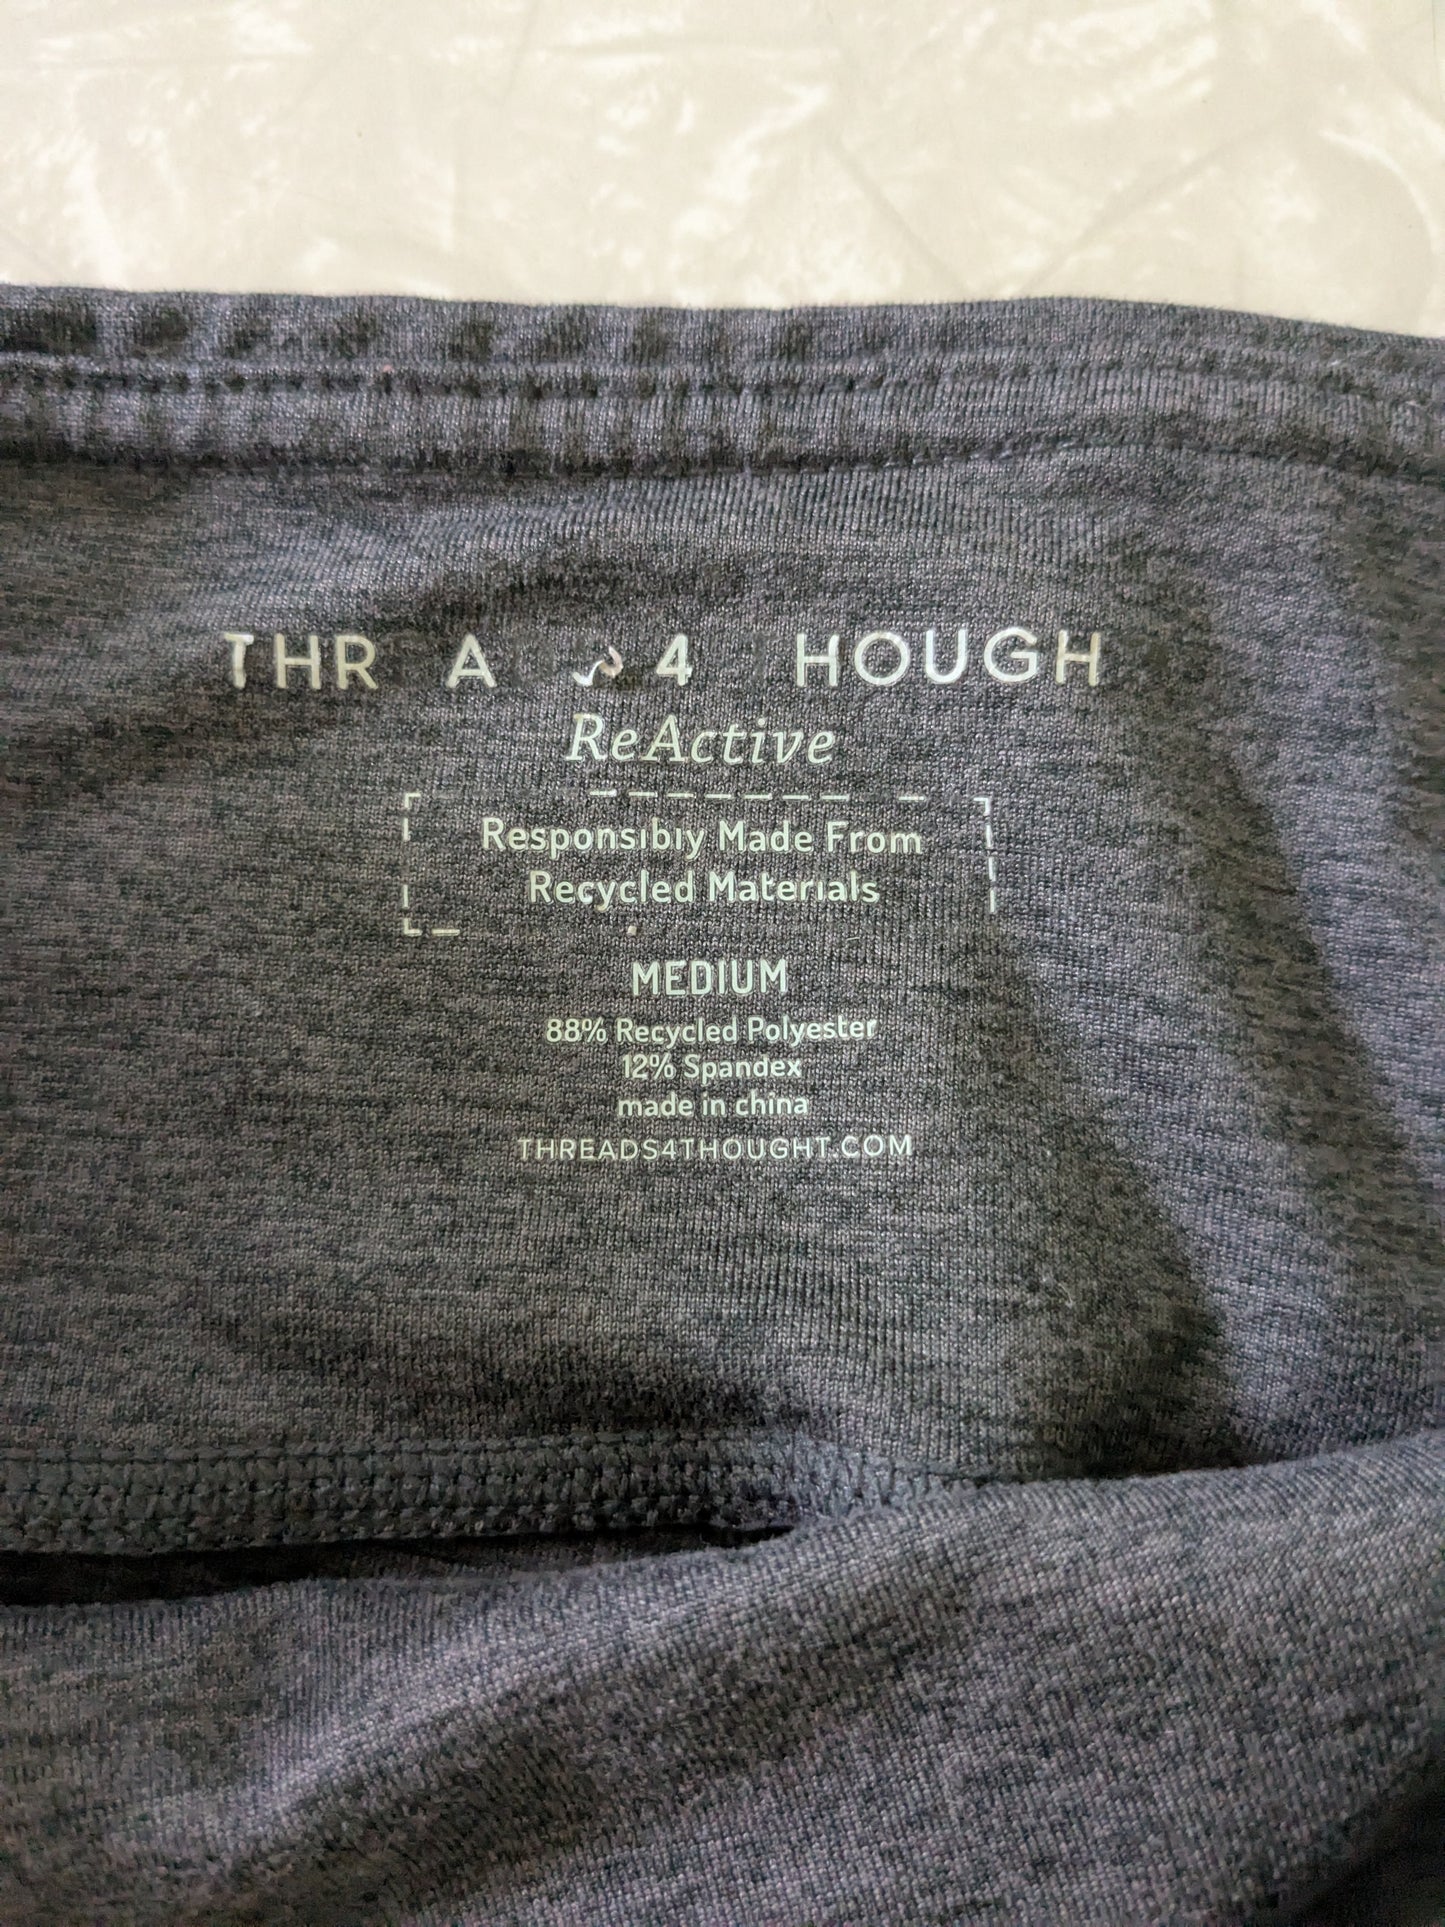 THR A S 4 HOUGH
ReActive
Responsibly Made From
Recycled Materials
MEDIUM
88% Recycled Polyester
12% Spandex
made in china
THREADS4THOUGHT.COM